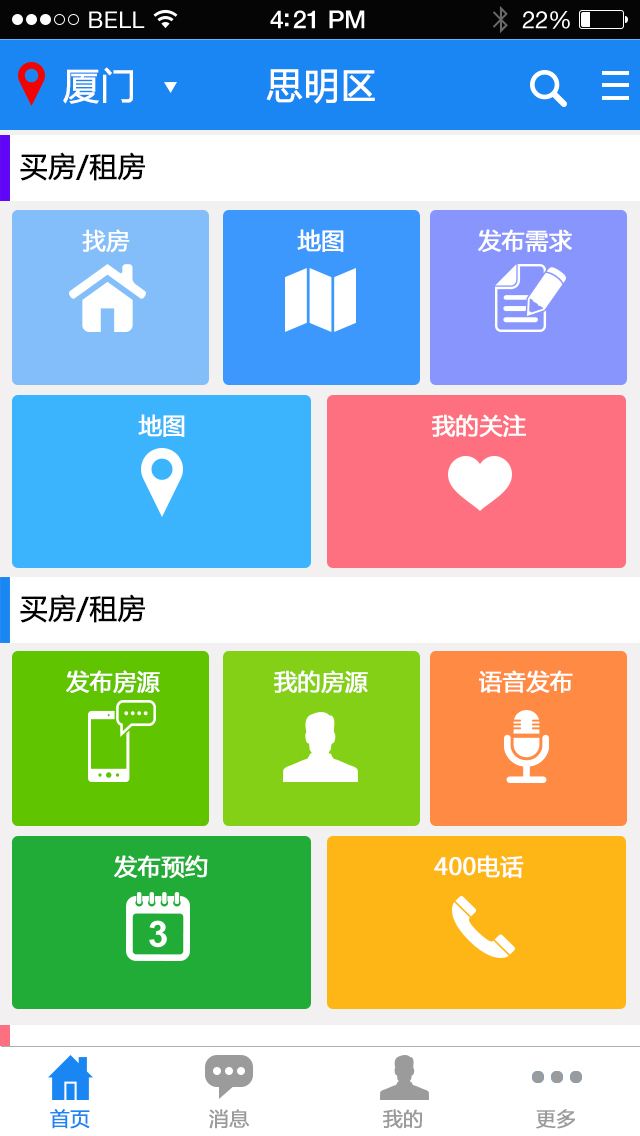 BELL 4:21 PM 22%
厦门 思明区
买房/租房
找房 地图 发布需求
地图 我的关注
买房/租房
发布房源 我的房源 语音发布
发布预约 400电话
3
首页 消息 我的 更多